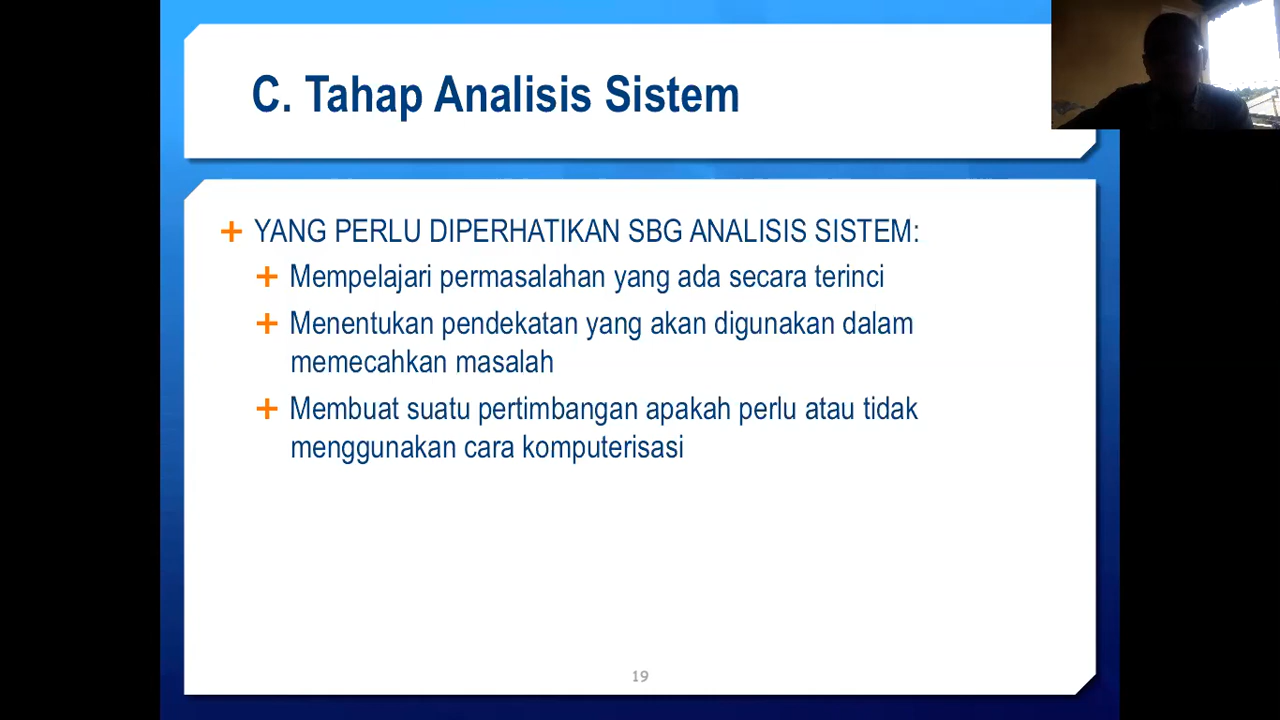 C. Tahap Analisis Sistem
YANG PERLU DIPERHATIKAN SBG ANALISIS SISTEM:
Mempelajari permasalahan yang ada secara terinci
Menentukan pendekatan yang akan digunakan dalam
memecahkan masalah
Membuat suatu pertimbangan apakah perlu atau tidak
menggunakan cara komputerisasi
19